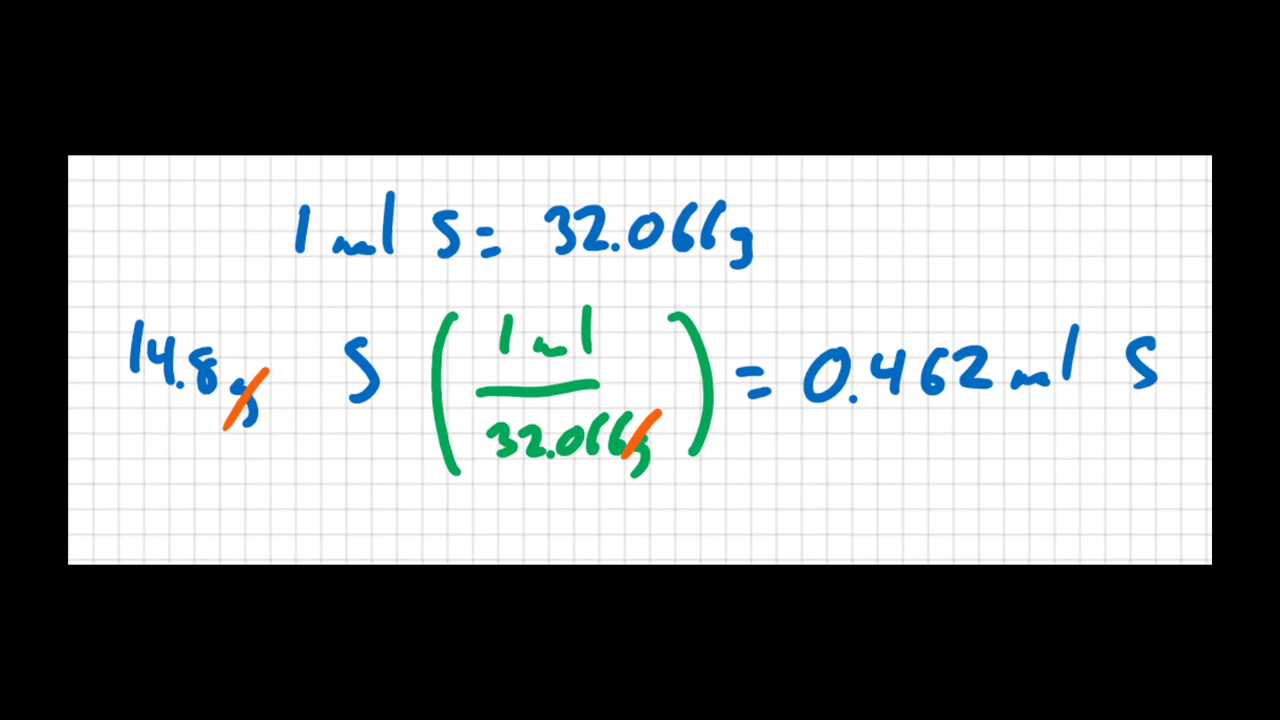 1 mol S = 32.066g
14.8g S ( 1 mol / 32.066g ) = 0.462 mol S